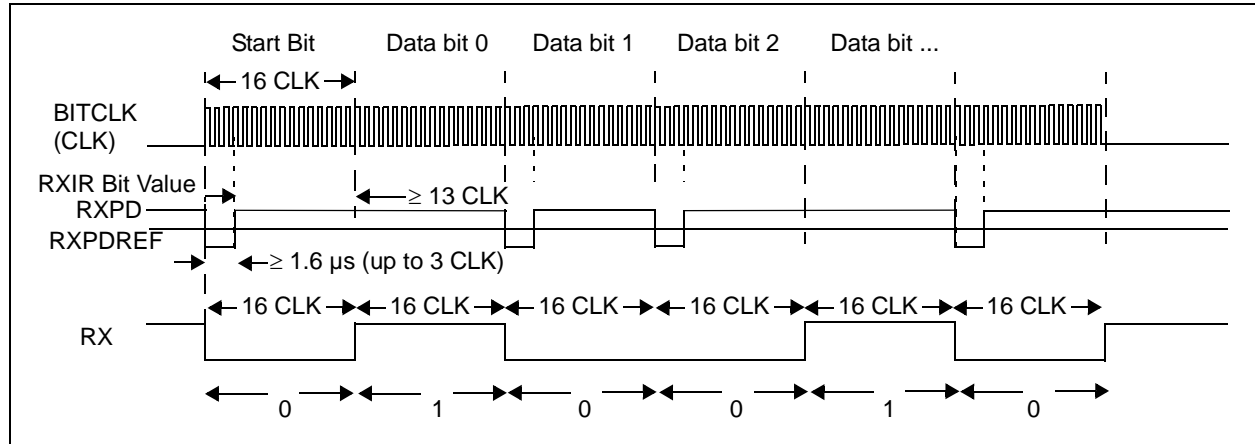 Start Bit Data bit 0 Data bit 1 Data bit 2 Data bit ...
16 CLK
BITCLK
(CLK)
RXIR Bit Value
≥ 13 CLK
RXPD
RXPDREF
≥ 1.6 µs (up to 3 CLK)
16 CLK 16 CLK 16 CLK 16 CLK 16 CLK 16 CLK
RX
0 1 0 0 1 0